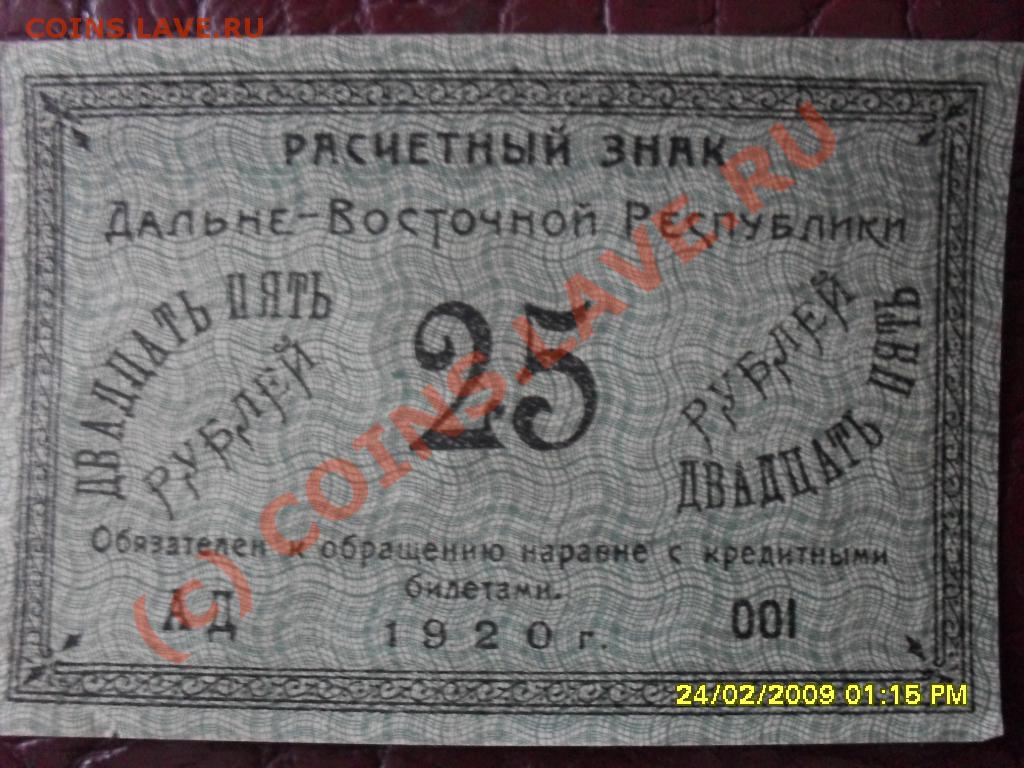 COINS.LAVE.RU
РАСЧЕТНЫЙ ЗНАК
ДАЛЬНЕ-ВОСТОЧНОЙ РЕСПУБЛИКИ
ДВАДЦАТЬ ПЯТЬ
РУБЛЕЙ
25
РУБЛЕЙ
ДВАДЦАТЬ ПЯТЬ
Обязателен к обращению наравне с кредитными
билетами.
АД
001
1920 г.
(c) COINS.LAVE.RU
24/02/2009 01:15 PM